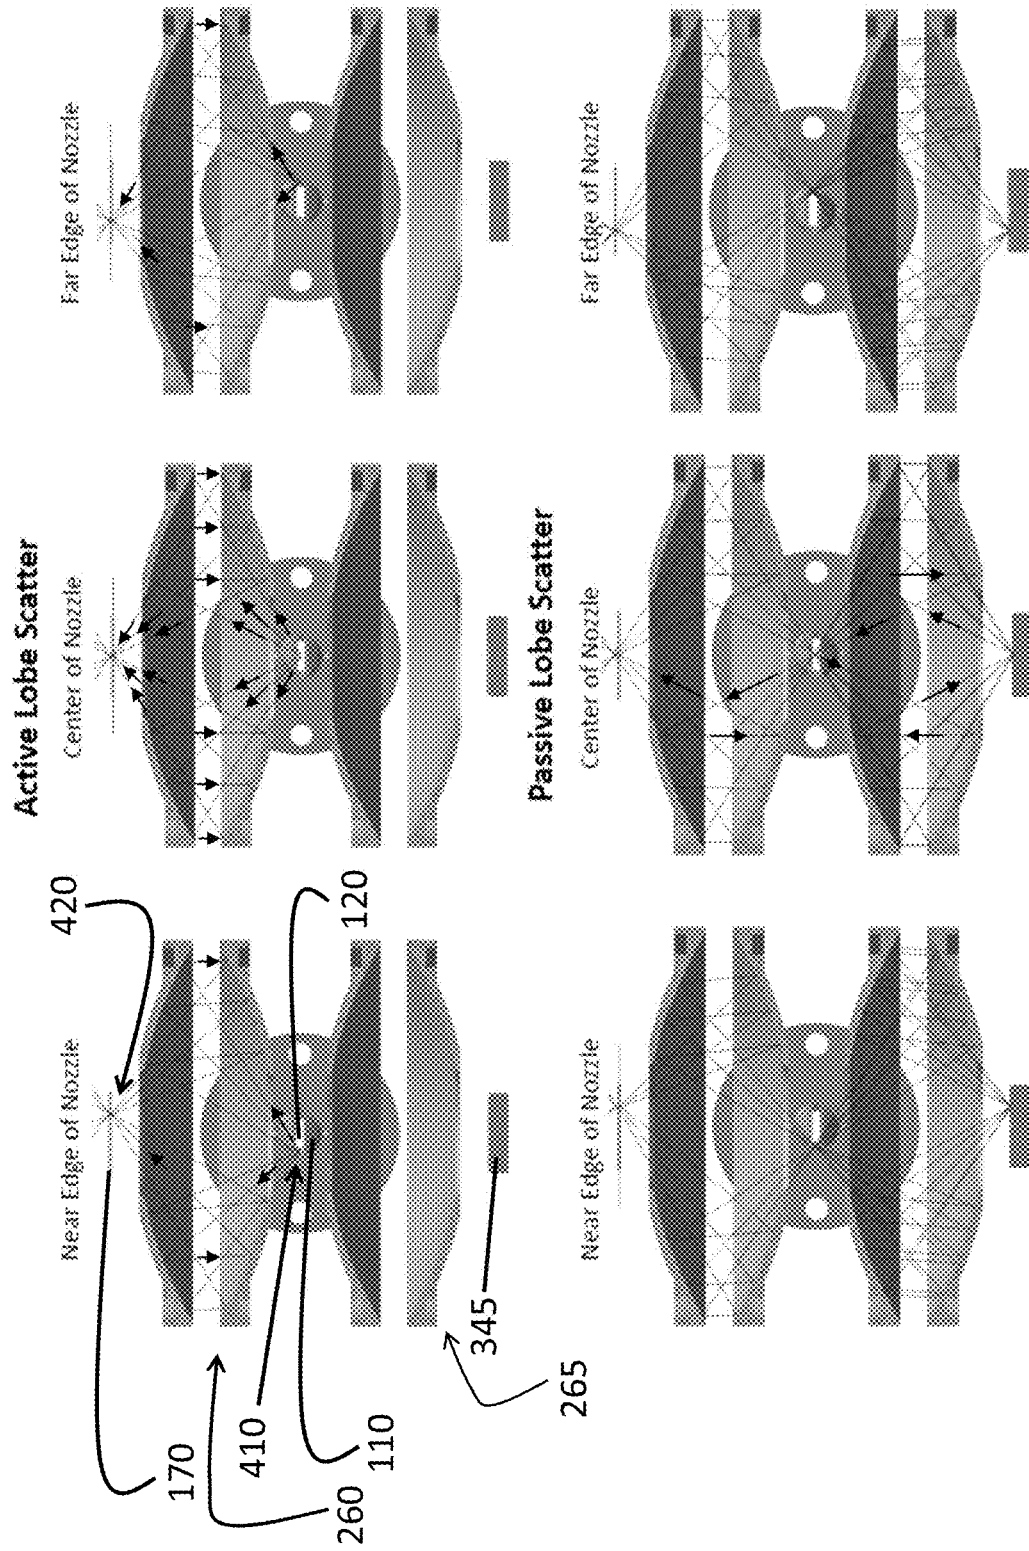 Active Lobe Scatter
Near Edge of Nozzle
Center of Nozzle
Far Edge of Nozzle
420
170
260
410
110
120
345
265
Passive Lobe Scatter
Near Edge of Nozzle
Center of Nozzle
Far Edge of Nozzle